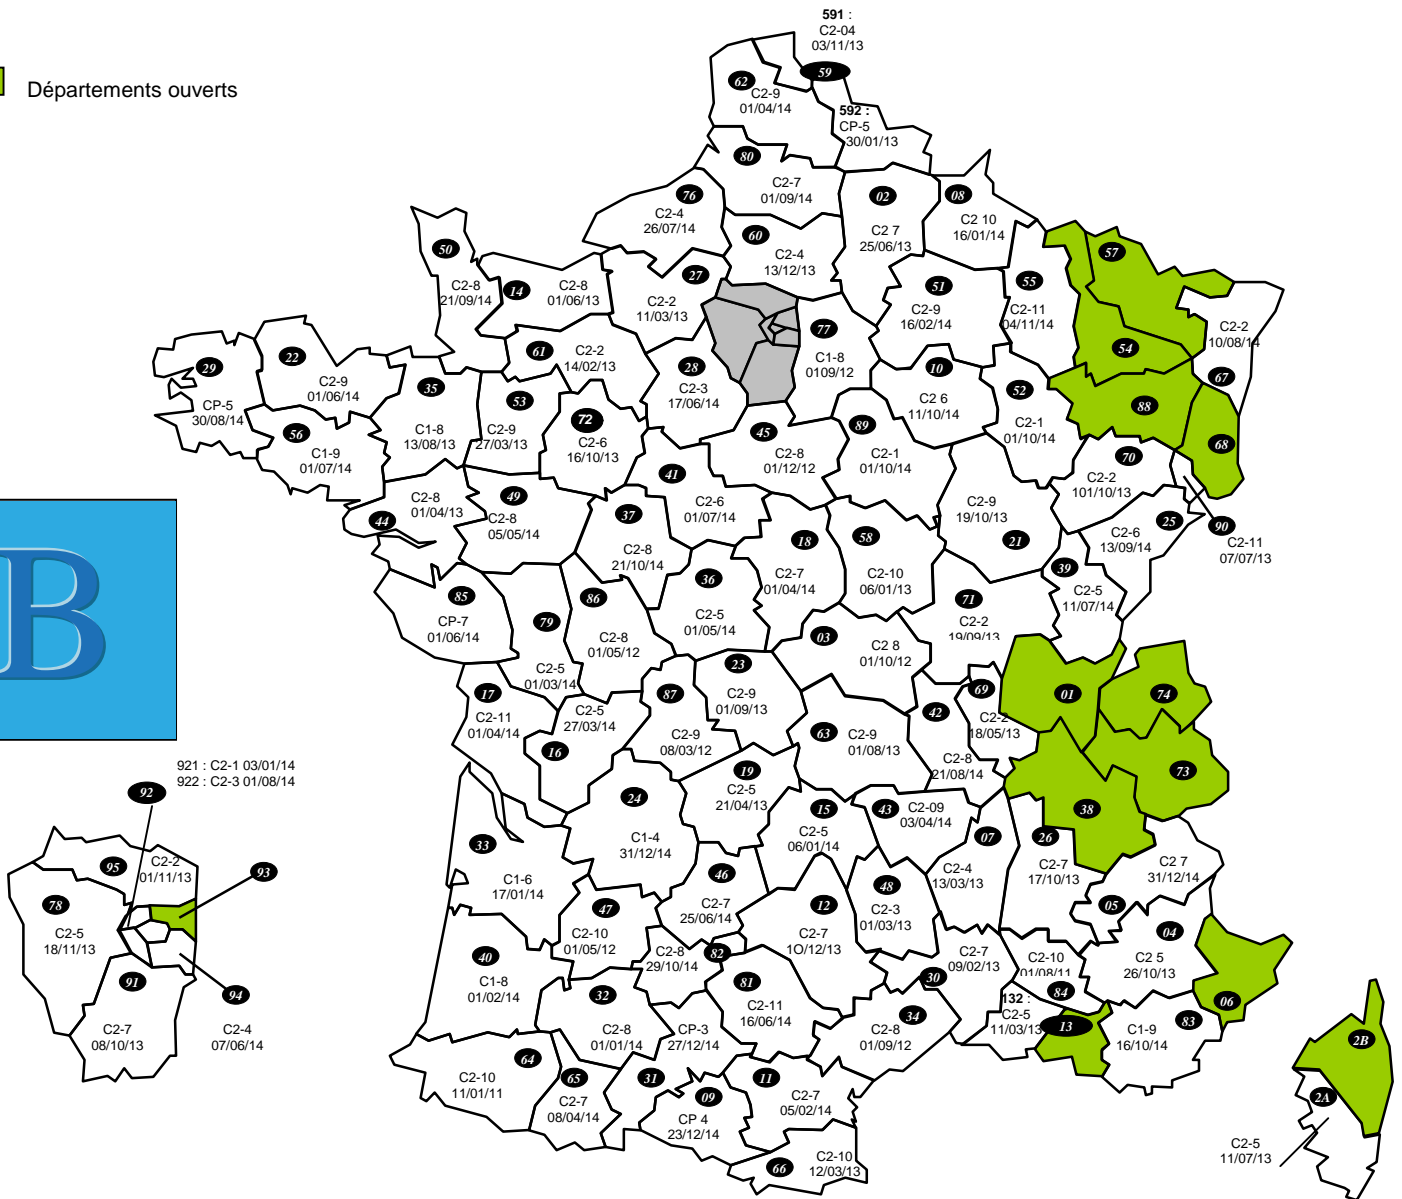 591 :
C2-04
03/11/13
59
Départements ouverts
62
C2-9
01/04/14
592 :
CP-5
30/01/13
80
C2-7
01/09/14
76
C2-4
26/07/14
02
C2 7
25/06/13
08
C2 10
16/01/14
60
C2-4
13/12/13
50
C2-8
21/09/14
14
C2-8
01/06/13
27
C2-2
11/03/13
51
C2-9
16/02/14
55
C2-11
04/11/14
57
54
C2-2
10/08/14
67
77
C1-8
0109/12
61
C2-2
14/02/13
28
C2-3
17/06/14
29
CP-5
30/08/14
22
C2-9
01/06/14
35
C1-8
13/08/13
53
C2-9
27/03/13
72
C2-6
16/10/13
10
C2 6
11/10/14
52
C2-1
01/10/14
88
68
56
C1-9
01/07/14
45
C2-8
01/12/12
89
C2-1
01/10/14
70
C2-2
101/10/13
41
C2-6
01/07/14
44
C2-8
01/04/13
49
C2-8
05/05/14
37
C2-8
21/10/14
18
C2-7
01/04/14
58
C2-10
06/01/13
C2-9
19/10/13
21
25
C2-6
13/09/14
90
C2-11
07/07/13
39
C2-5
11/07/14
36
C2-5
01/05/14
85
CP-7
01/06/14
79
C2-5
01/03/14
86
C2-8
01/05/12
71
C2-2
19/09/13
03
C2 8
01/10/12
23
C2-9
01/09/13
87
C2-9
08/03/12
17
C2-11
01/04/14
C2-5
27/03/14
16
63
C2-9
01/08/13
42
C2-8
21/08/14
69
C2-2
18/05/13
01
74
73
38
921 : C2-1 03/01/14
922 : C2-3 01/08/14
92
19
C2-5
21/04/13
24
C1-4
31/12/14
15
C2-5
06/01/14
43
C2-09
03/04/14
07
C2-4
13/03/13
26
C2-7
17/10/13
C2 7
31/12/14
05
33
C1-6
17/01/14
95
C2-2
01/11/13
93
78
C2-5
18/11/13
46
C2-7
25/06/14
47
C2-10
01/05/12
12
C2-7
1O/12/13
48
C2-3
01/03/13
04
C2 5
26/10/13
40
C1-8
01/02/14
C2-8
29/10/14
82
C2-7
09/02/13
30
C2-10
01/08/11
84
91
C2-7
08/10/13
94
C2-4
07/06/14
32
C2-8
01/01/14
81
C2-11
16/06/14
34
C2-8
01/09/12
132 :
C2-5
11/03/13
13
06
83
C1-9
16/10/14
64
C2-10
11/01/11
65
C2-7
08/04/14
CP-3
27/12/14
31
09
CP 4
23/12/14
11
C2-7
05/02/14
66
C2-10
12/03/13
2B
2A
C2-5
11/07/13
B